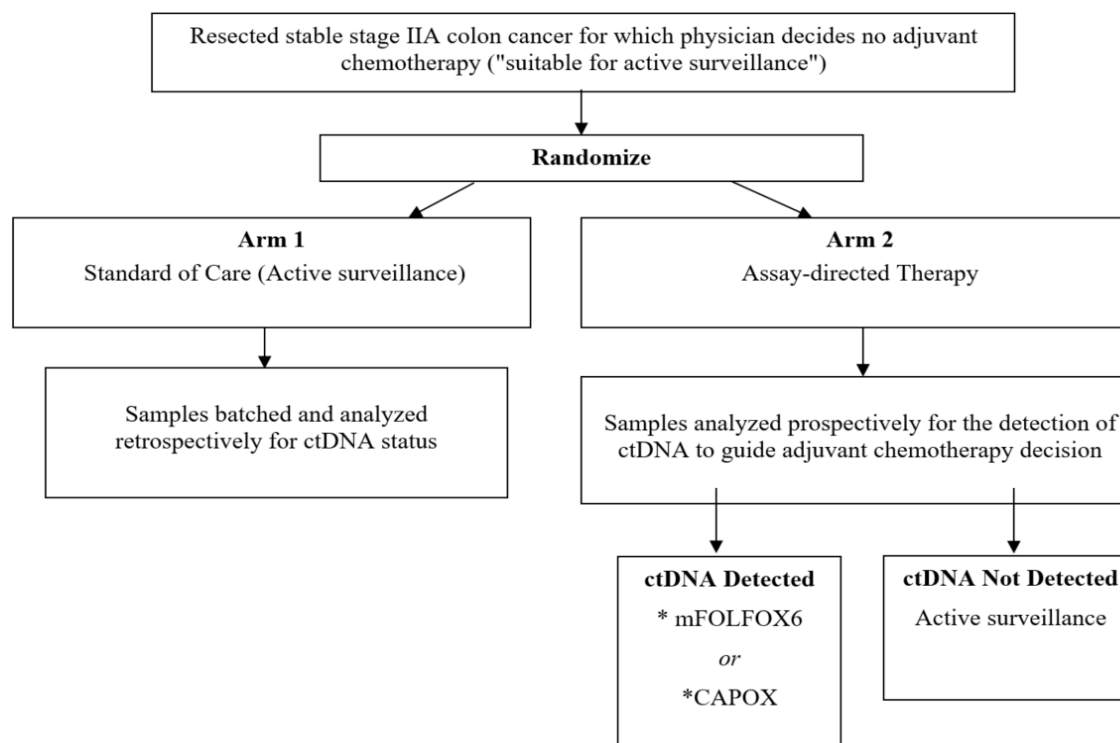 Resected stable stage IIA colon cancer for which physician decides no adjuvant
chemotherapy ("suitable for active surveillance")
Randomize
Arm 1
Standard of Care (Active surveillance)
Arm 2
Assay-directed Therapy
Samples batched and analyzed
retrospectively for ctDNA status
Samples analyzed prospectively for the detection of
ctDNA to guide adjuvant chemotherapy decision
ctDNA Detected
* mFOLFOX6
or
*CAPOX
ctDNA Not Detected
Active surveillance